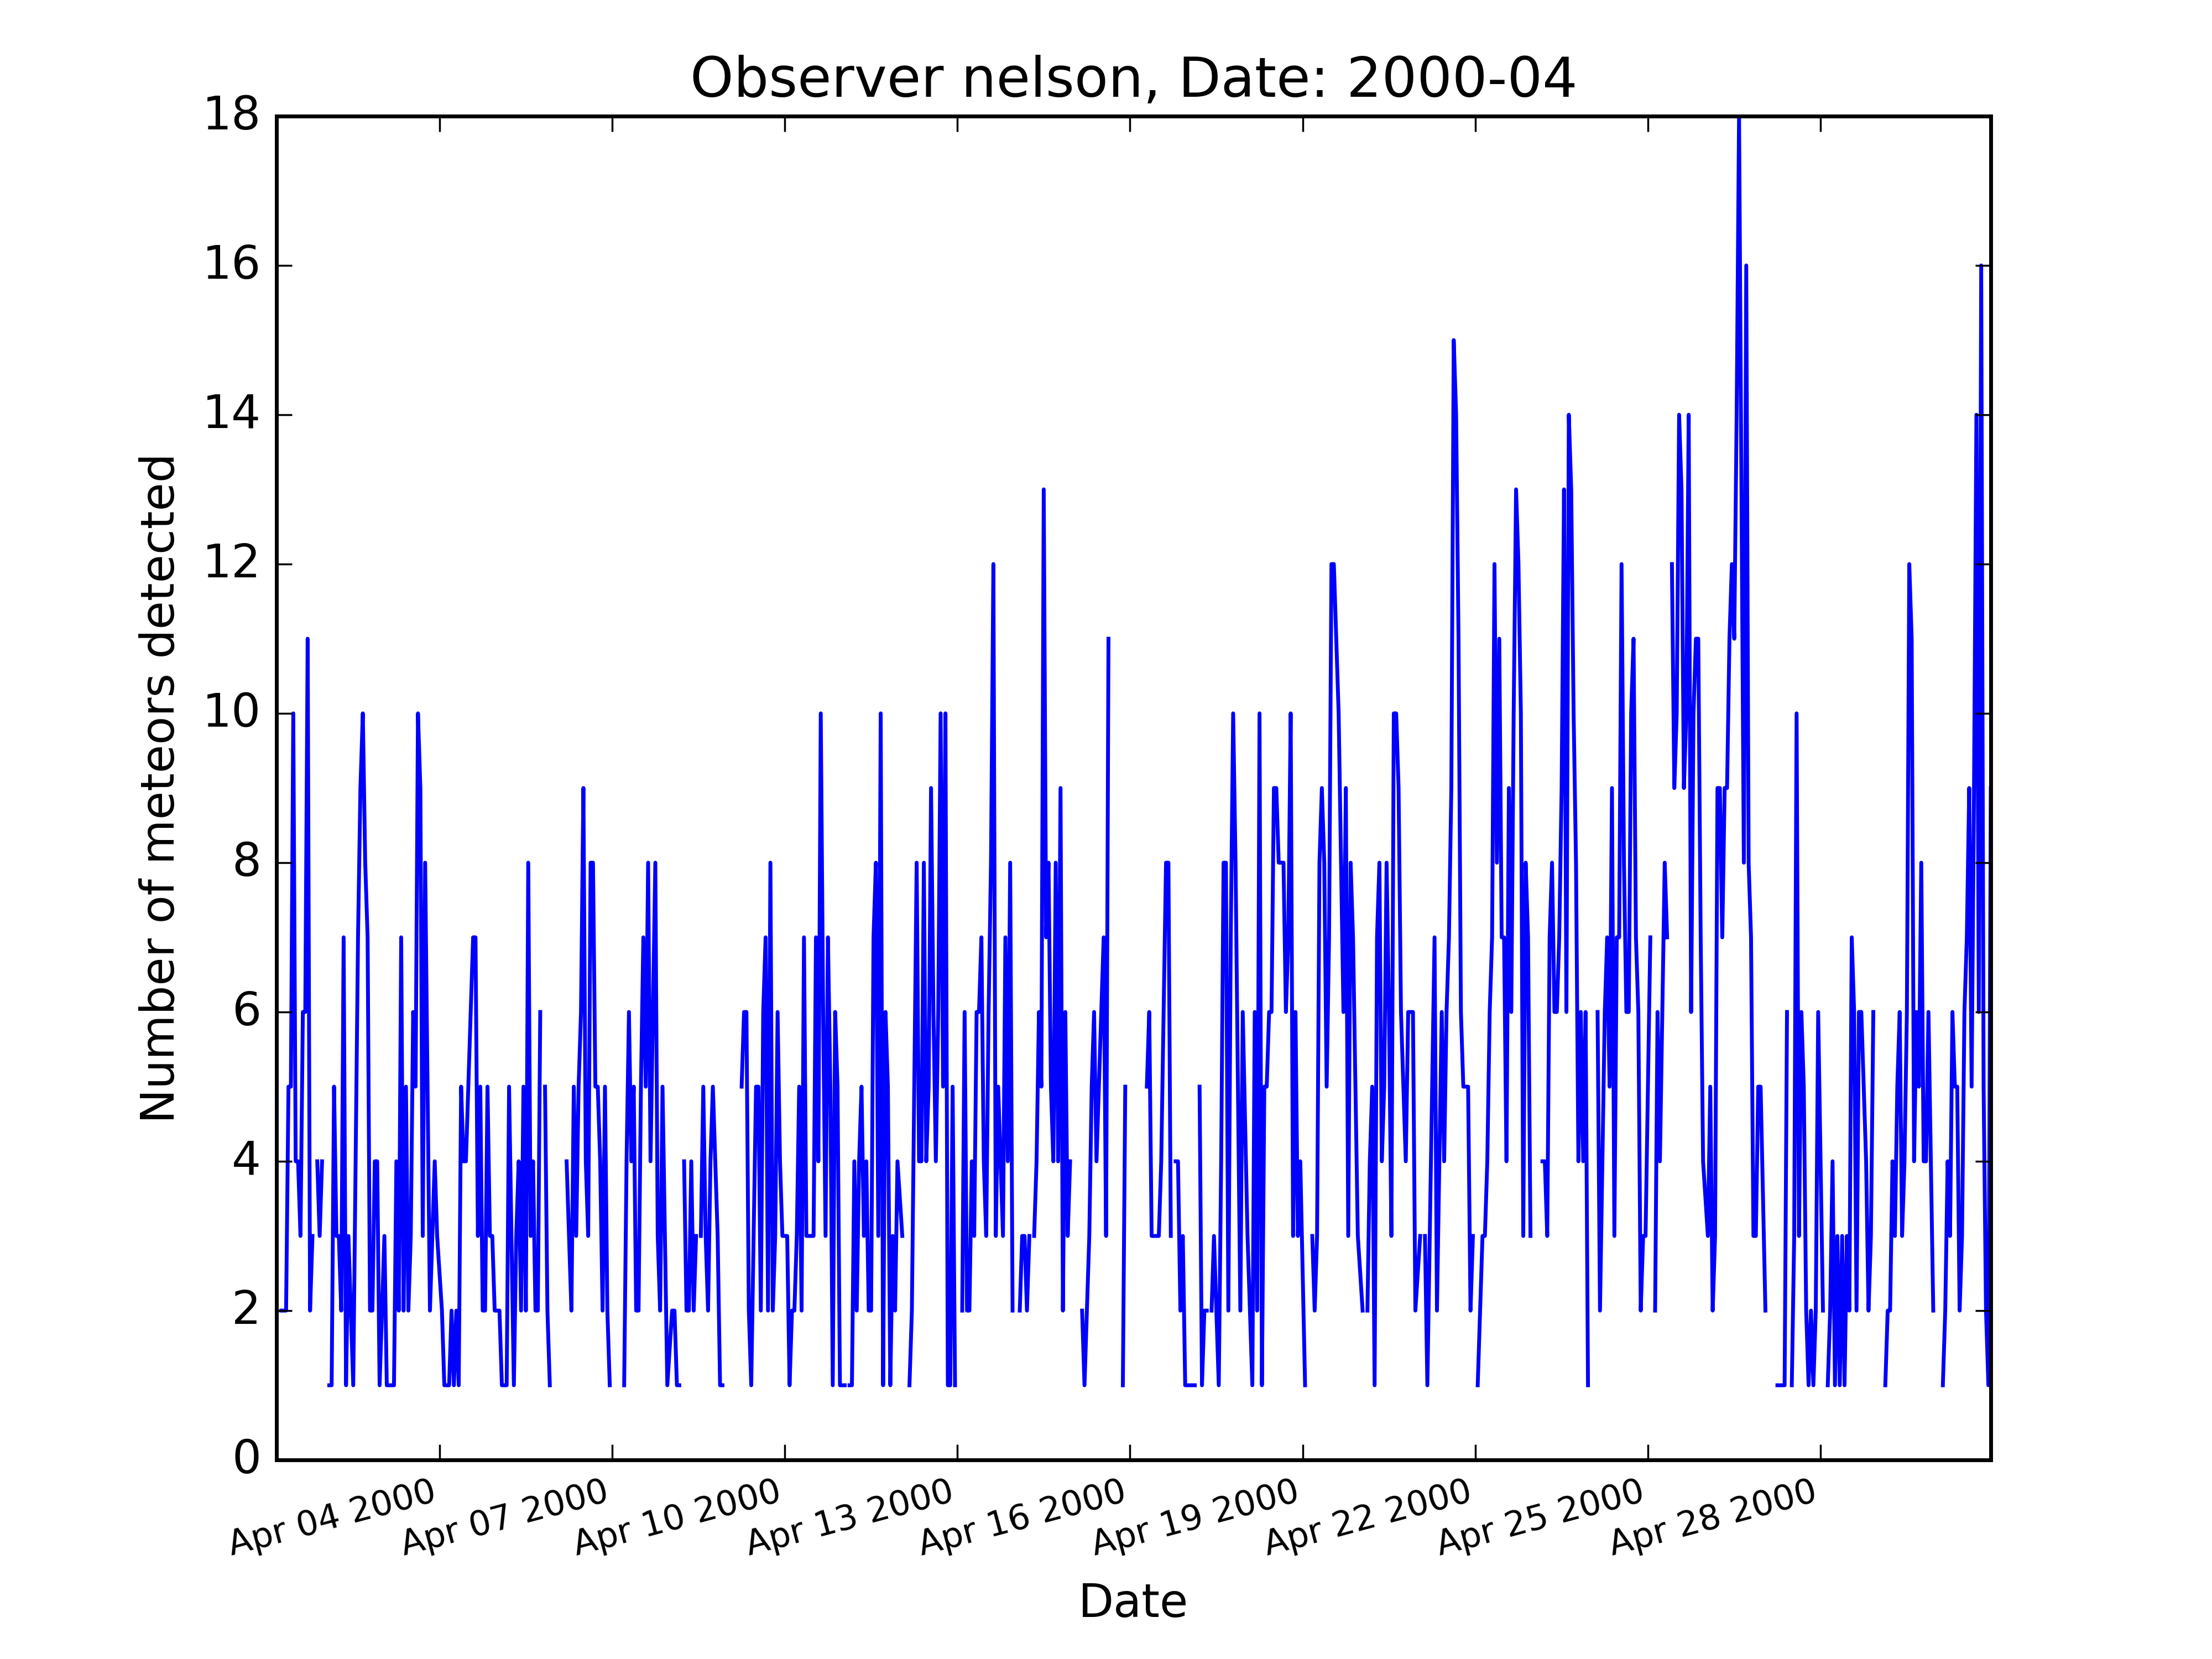 Observer nelson, Date: 2000-04
18
16
14
12
10
8
6
4
2
0
Number of meteors detected
Apr 04 2000
Apr 07 2000
Apr 10 2000
Apr 13 2000
Apr 16 2000
Apr 19 2000
Apr 22 2000
Apr 25 2000
Apr 28 2000
Date